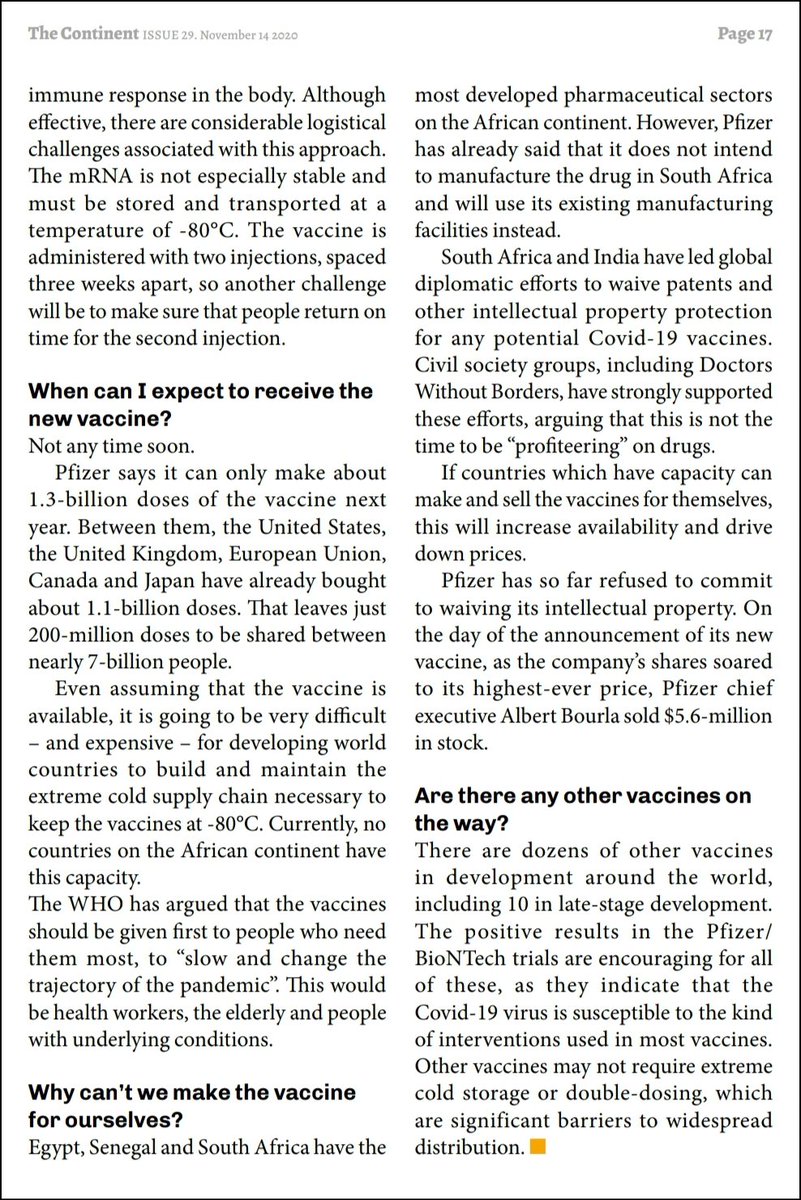 The Continent ISSUE 29. November 14 2020
Page 17
immune response in the body. Although
effective, there are considerable logistical
challenges associated with this approach.
The mRNA is not especially stable and
must be stored and transported at a
temperature of -80°C. The vaccine is
administered with two injections, spaced
three weeks apart, so another challenge
will be to make sure that people return on
time for the second injection.
When can I expect to receive the
new vaccine?
Not any time soon.
Pfizer says it can only make about
1.3-billion doses of the vaccine next
year. Between them, the United States,
the United Kingdom, European Union,
Canada and Japan have already bought
about 1.1-billion doses. That leaves just
200-million doses to be shared between
nearly 7-billion people.
Even assuming that the vaccine is
available, it is going to be very difficult
– and expensive – for developing world
countries to build and maintain the
extreme cold supply chain necessary to
keep the vaccines at -80°C. Currently, no
countries on the African continent have
this capacity.
The WHO has argued that the vaccines
should be given first to people who need
them most, to “slow and change the
trajectory of the pandemic”. This would
be health workers, the elderly and people
with underlying conditions.
Why can’t we make the vaccine
for ourselves?
Egypt, Senegal and South Africa have the
most developed pharmaceutical sectors
on the African continent. However, Pfizer
has already said that it does not intend
to manufacture the drug in South Africa
and will use its existing manufacturing
facilities instead.
South Africa and India have led global
diplomatic efforts to waive patents and
other intellectual property protection
for any potential Covid-19 vaccines.
Civil society groups, including Doctors
Without Borders, have strongly supported
these efforts, arguing that this is not the
time to be “profiteering” on drugs.
If countries which have capacity can
make and sell the vaccines for themselves,
this will increase availability and drive
down prices.
Pfizer has so far refused to commit
to waiving its intellectual property. On
the day of the announcement of its new
vaccine, as the company’s shares soared
to its highest-ever price, Pfizer chief
executive Albert Bourla sold $5.6-million
in stock.
Are there any other vaccines on
the way?
There are dozens of other vaccines
in development around the world,
including 10 in late-stage development.
The positive results in the Pfizer/
BioNTech trials are encouraging for all
of these, as they indicate that the
Covid-19 virus is susceptible to the kind
of interventions used in most vaccines.
Other vaccines may not require extreme
cold storage or double-dosing, which
are significant barriers to widespread
distribution.